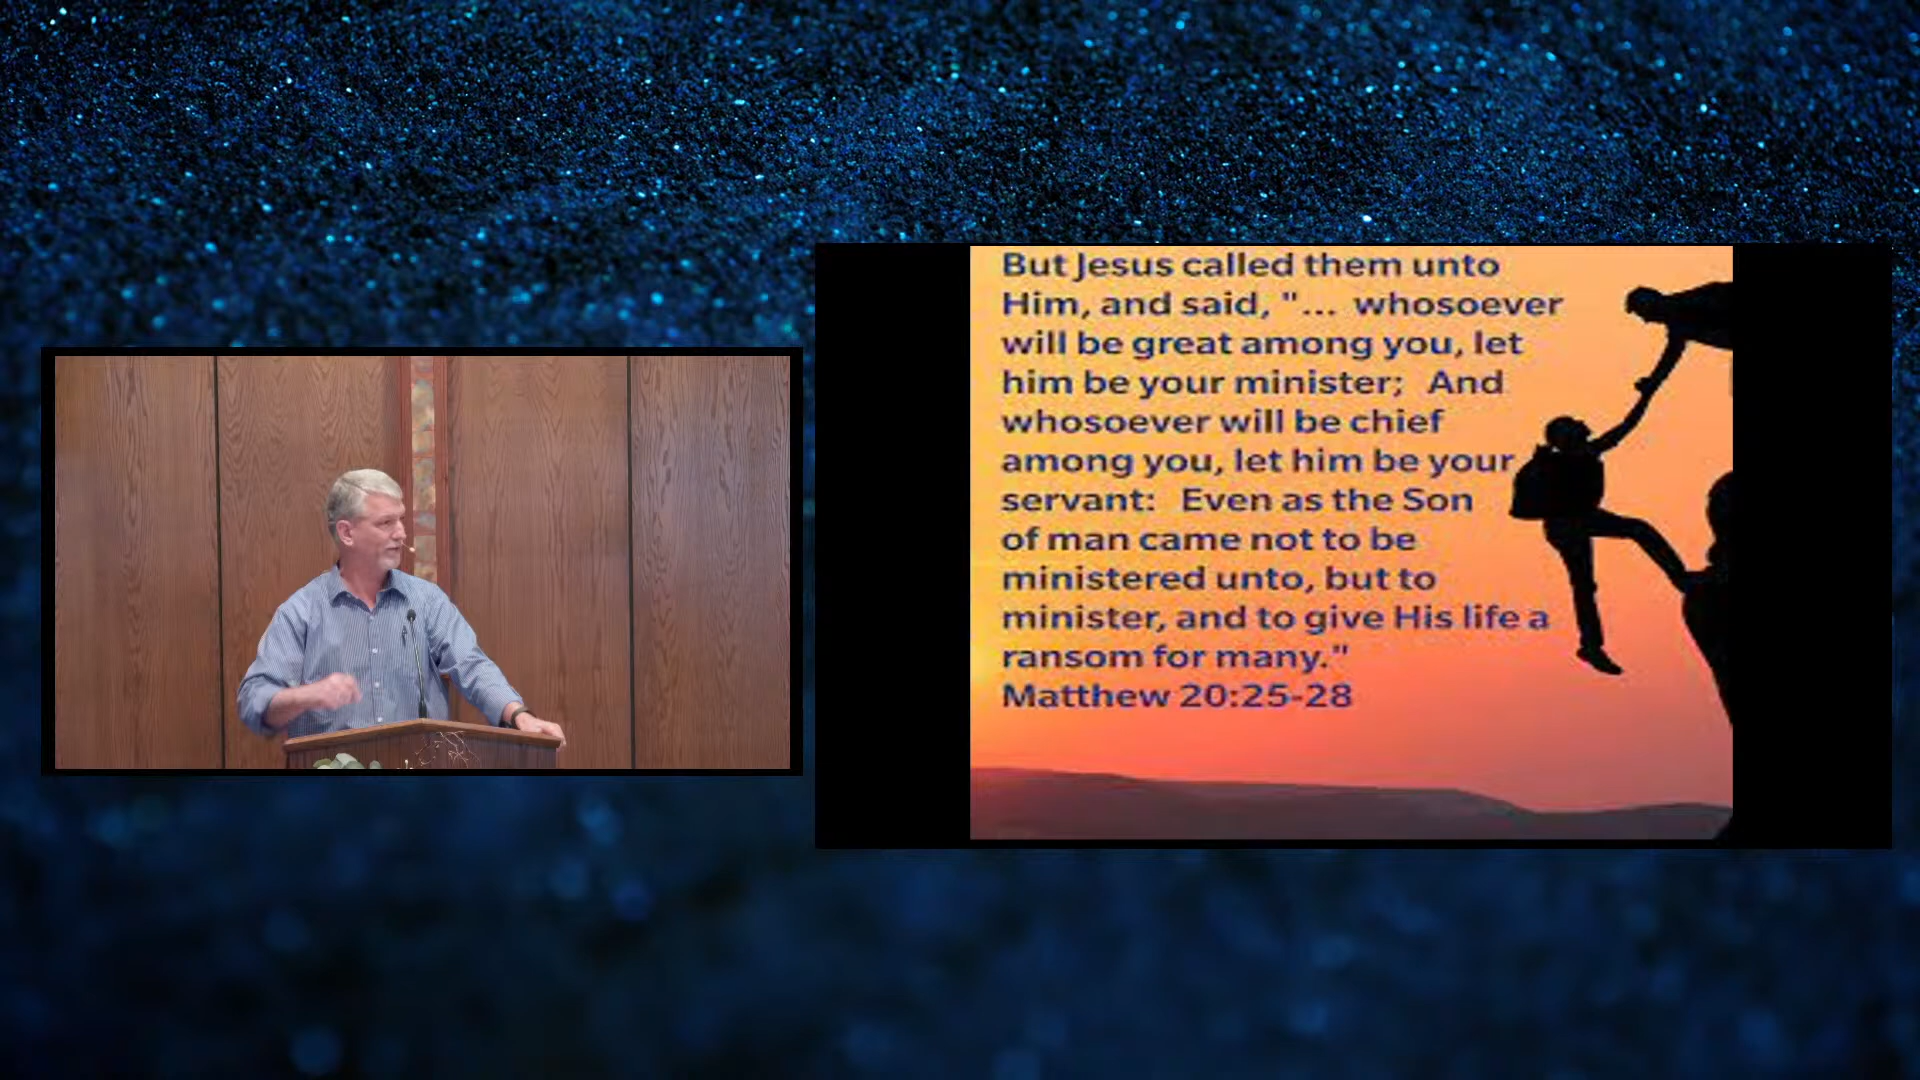 But Jesus called them unto
Him, and said, "... whosoever
will be great among you, let
him be your minister; And
whosoever will be chief
among you, let him be your
servant: Even as the Son
of man came not to be
ministered unto, but to
minister, and to give His life a
ransom for many."
Matthew 20:25-28